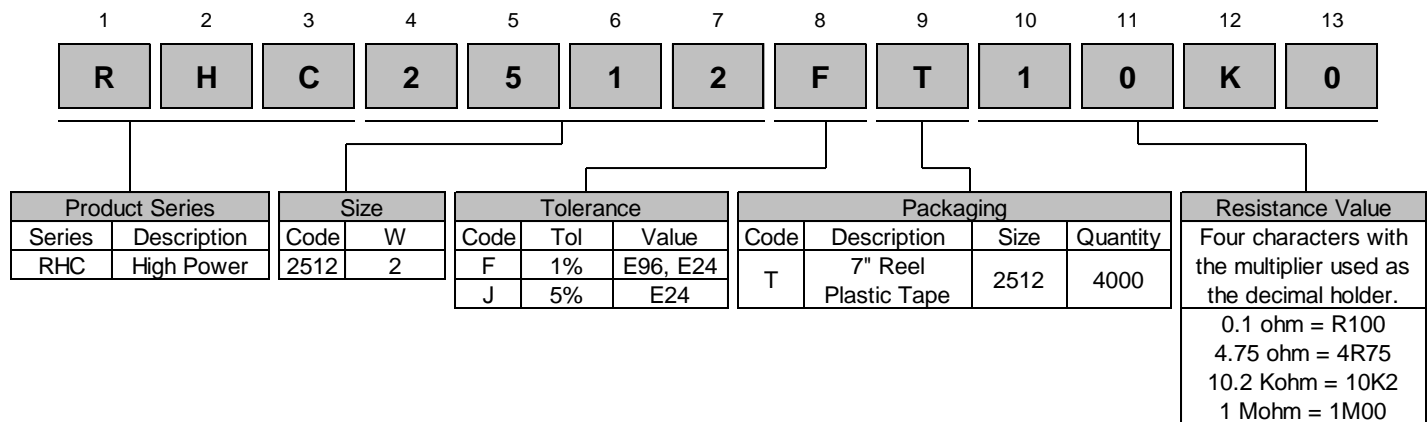 1 2 3 4 5 6 7 8 9 10 11 12 13
R H C 2 5 1 2 F T 1 0 K 0
Product Series
Series Description
RHC High Power
Size
Code W
2512 2
Tolerance
Code Tol Value
F 1% E96, E24
J 5% E24
Packaging
Code Description Size Quantity
T 7" Reel Plastic Tape 2512 4000
Resistance Value
Four characters with
the multiplier used as
the decimal holder.
0.1 ohm = R100
4.75 ohm = 4R75
10.2 Kohm = 10K2
1 Mohm = 1M00